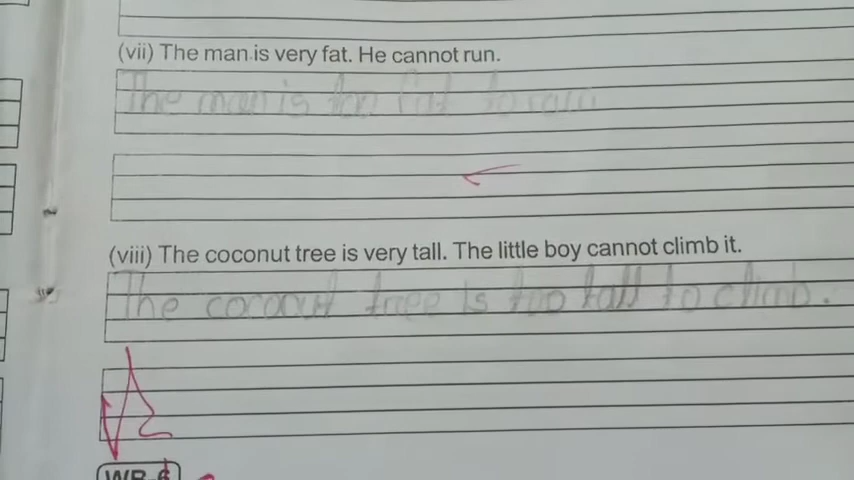 (vii) The man is very fat. He cannot run.
The man is too fat to run
(viii) The coconut tree is very tall. The little boy cannot climb it.
The coconut tree is too tall to climb.